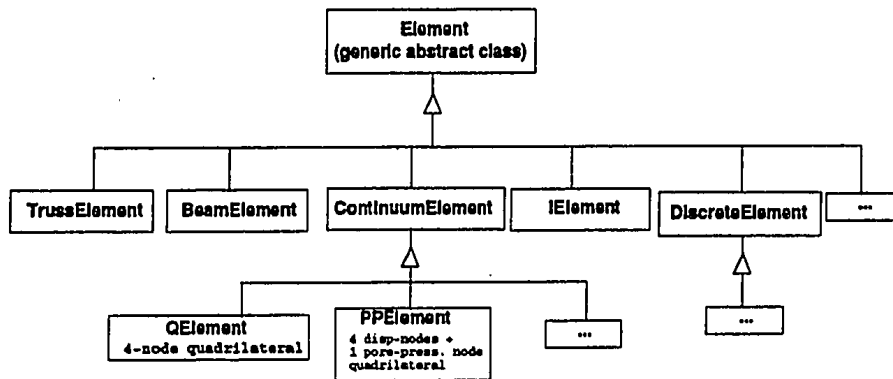 Element
(generic abstract class)
TrussElement
BeamElement
ContinuumElement
IElement
DiscreteElement
...
QElement
4-node quadrilateral
PPElement
4 disp-nodes +
1 pore-press. node
quadrilateral
...
...